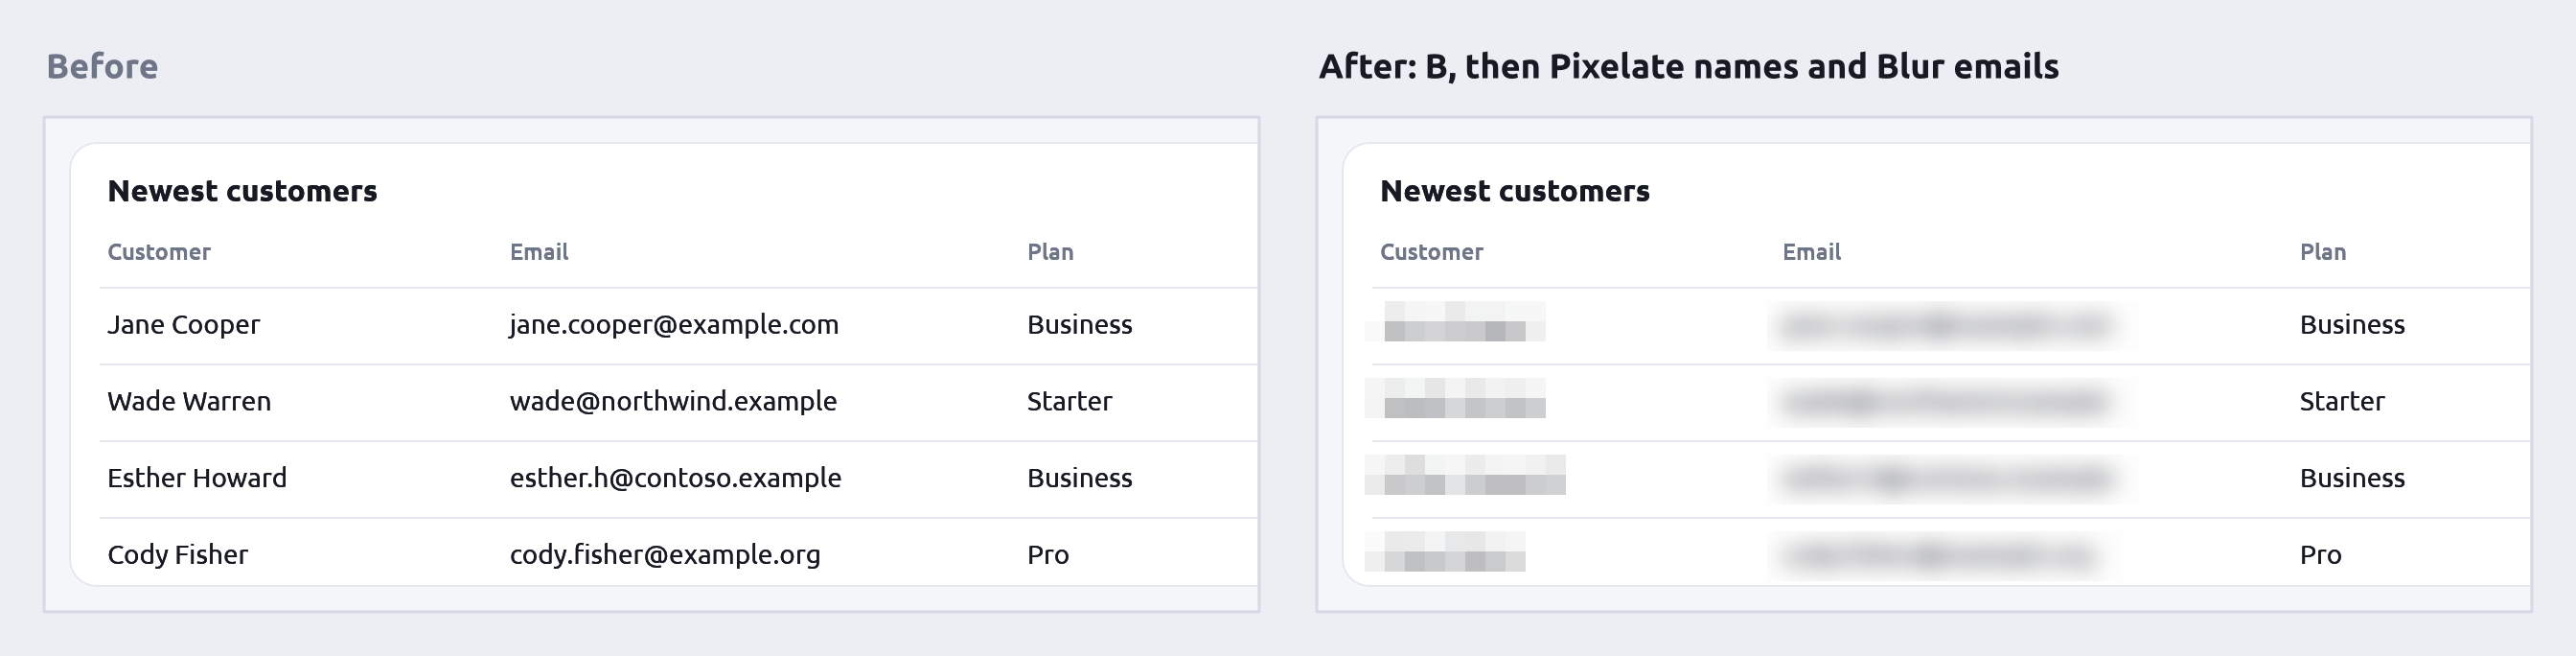 Before
Newest customers
Customer Email Plan
Jane Cooper jane.cooper@example.com Business
Wade Warren wade@northwind.example Starter
Esther Howard esther.h@contoso.example Business
Cody Fisher cody.fisher@example.org Pro
After: B, then Pixelate names and Blur emails
Newest customers
Customer Email Plan
Business
Starter
Business
Pro